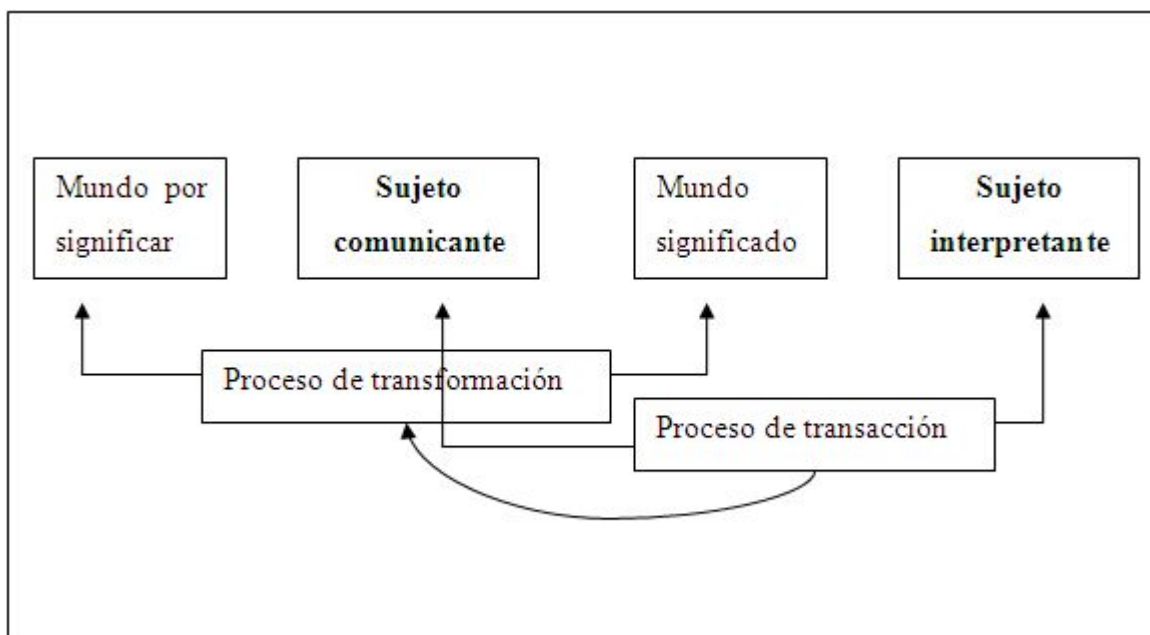 Mundo por
significar
Sujeto
comunicante
Mundo
significado
Sujeto
interpretante
Proceso de transformación
Proceso de transacción